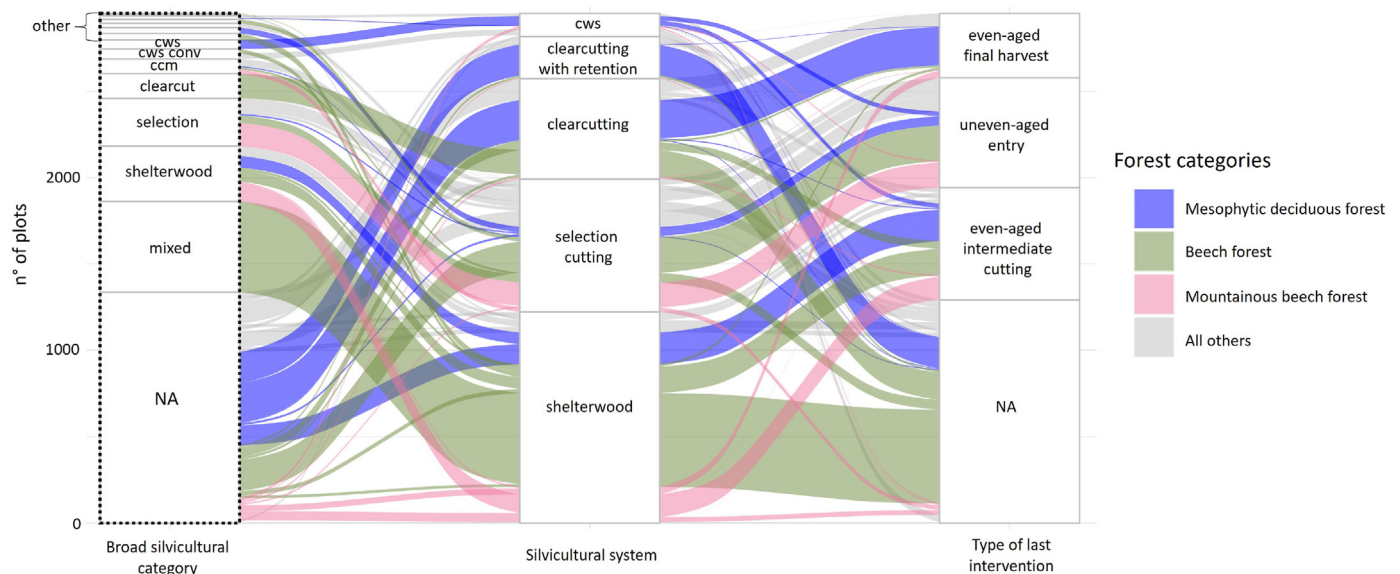 n° of plots
0
1000
2000
other
cws
cws conv
ccm
clearcut
selection
shelterwood
mixed
NA
cws
clearcutting
with retention
clearcutting
selection
cutting
shelterwood
even-aged
final harvest
uneven-aged
entry
even-aged
intermediate
cutting
NA
Broad silvicultural
category
Silvicultural system
Type of last
intervention
Forest categories
Mesophytic deciduous forest
Beech forest
Mountainous beech forest
All others